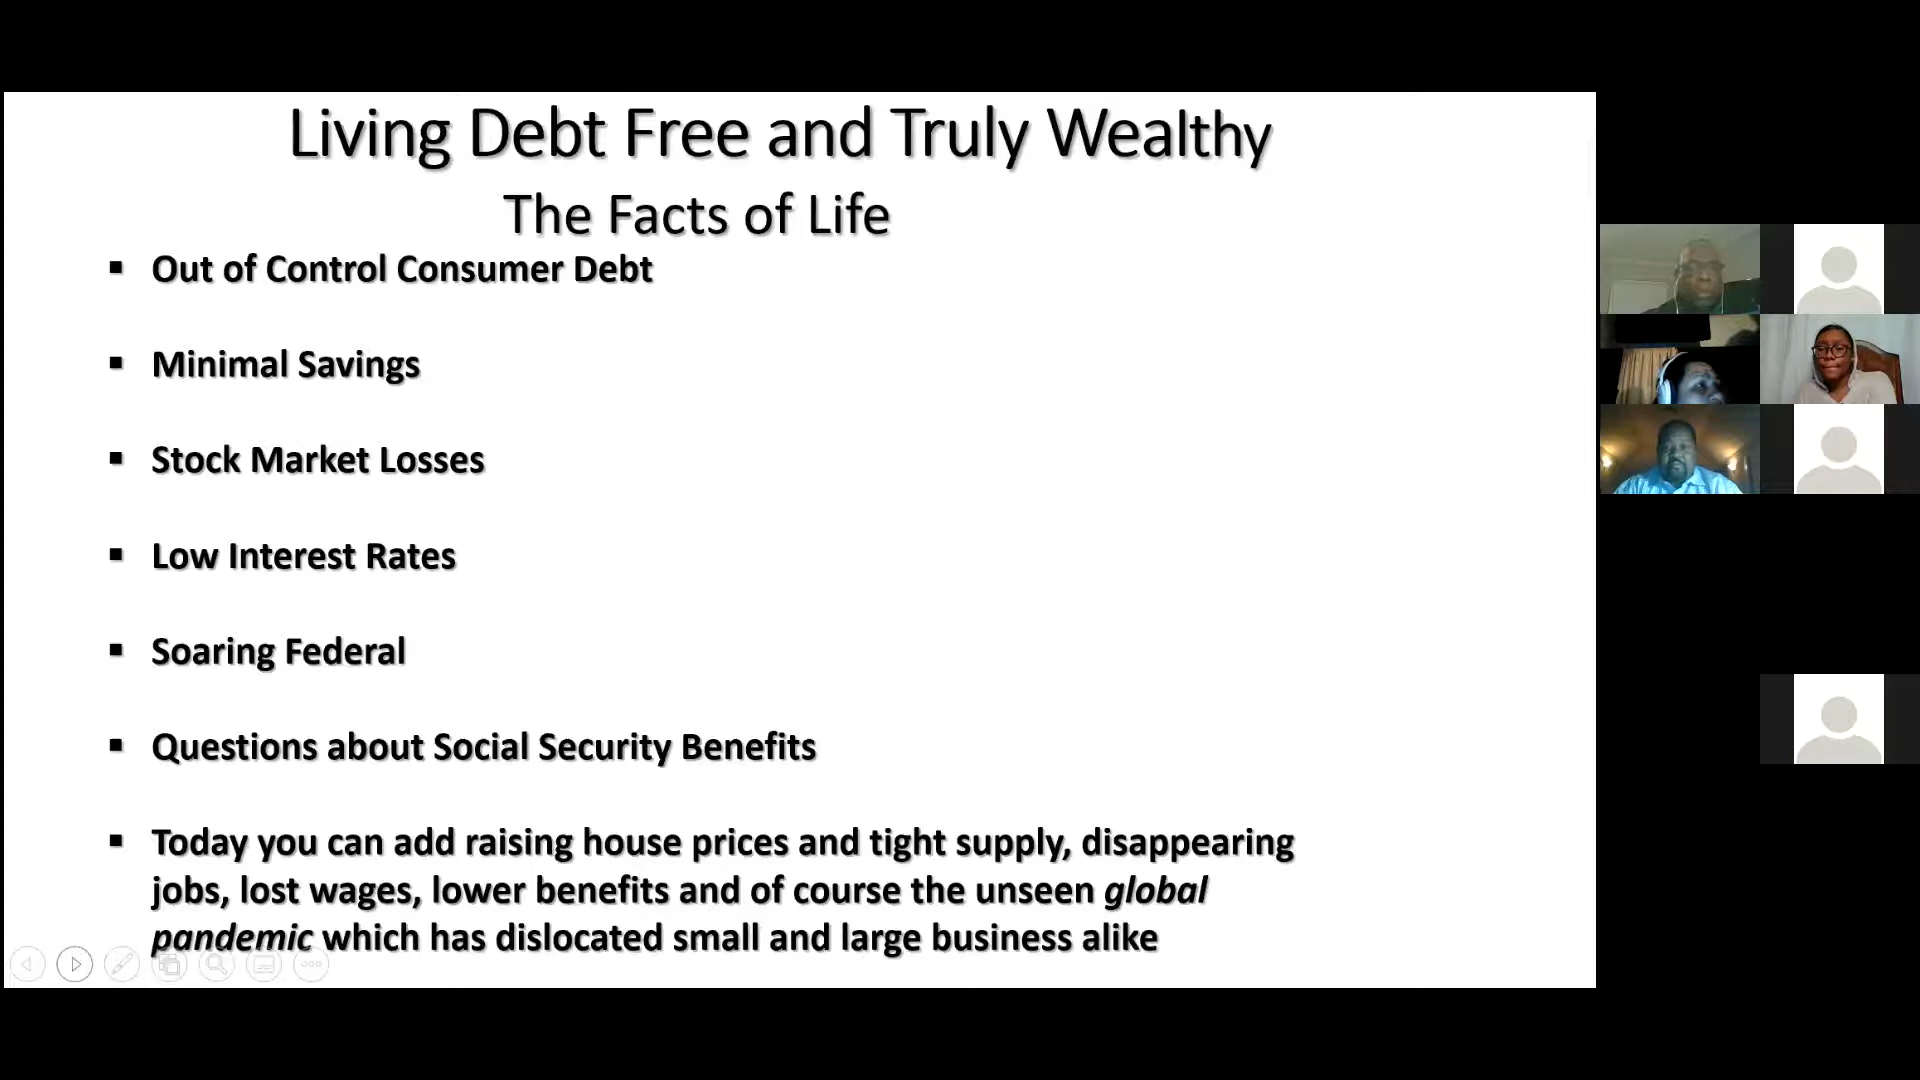 Living Debt Free and Truly Wealthy
The Facts of Life
▪ Out of Control Consumer Debt
▪ Minimal Savings
▪ Stock Market Losses
▪ Low Interest Rates
▪ Soaring Federal
▪ Questions about Social Security Benefits
▪ Today you can add raising house prices and tight supply, disappearing
jobs, lost wages, lower benefits and of course the unseen global
pandemic which has dislocated small and large business alike